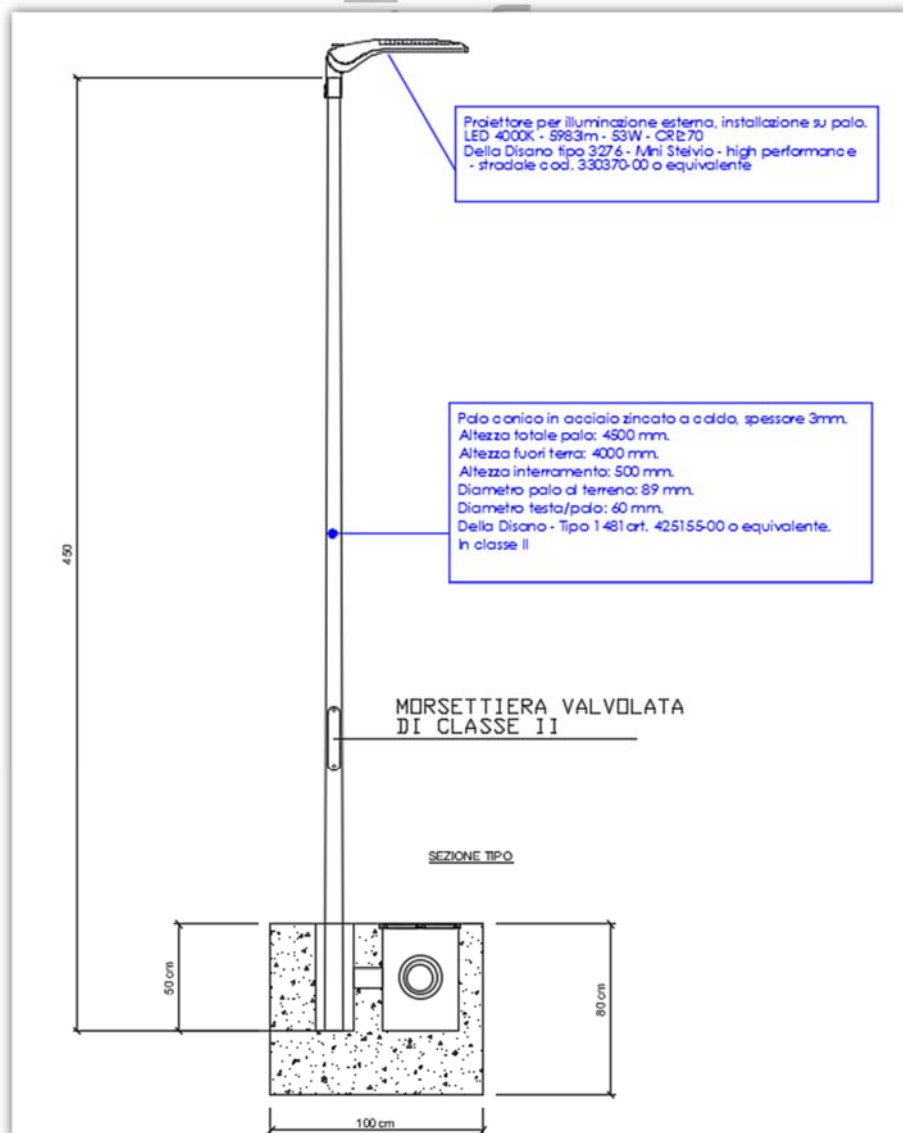 Proiettore per illuminazione esterna, installazione su palo.
LED 4000K - 5983lm - 53W - CRI≥70
Della Disano tipo 3276 - Mini Stelvio - high performance
- stradale cod. 330370-00 o equivalente
450
Palo conico in acciaio zincato a caldo, spessore 3mm.
Altezza totale palo: 4500 mm.
Altezza fuori terra: 4000 mm.
Altezza interramento: 500 mm.
Diametro palo al terreno: 89 mm.
Diametro testa/palo: 60 mm.
Della Disano - Tipo 1481 art. 425155-00 o equivalente.
In classe II
MORSETTIERA VALVOLATA
DI CLASSE II
SEZIONE TIPO
50 cm
80 cm
100 cm